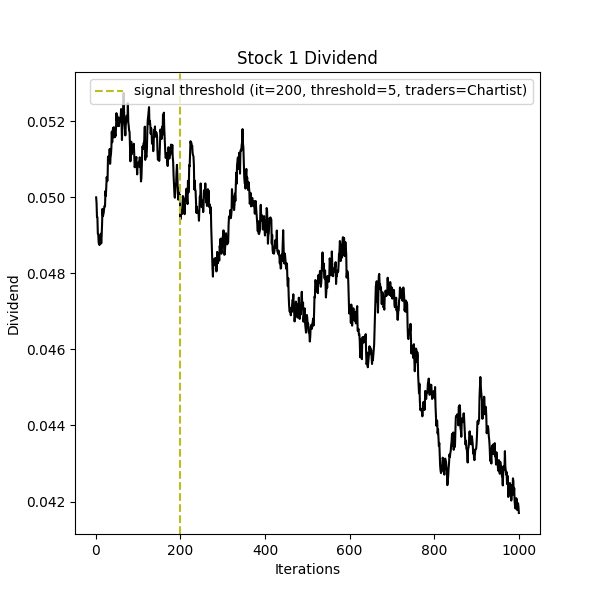 Stock 1 Dividend
signal threshold (it=200, threshold=5, traders=Chartist)
0.052
0.050
0.048
0.046
0.044
0.042
Dividend
0 200 400 600 800 1000
Iterations